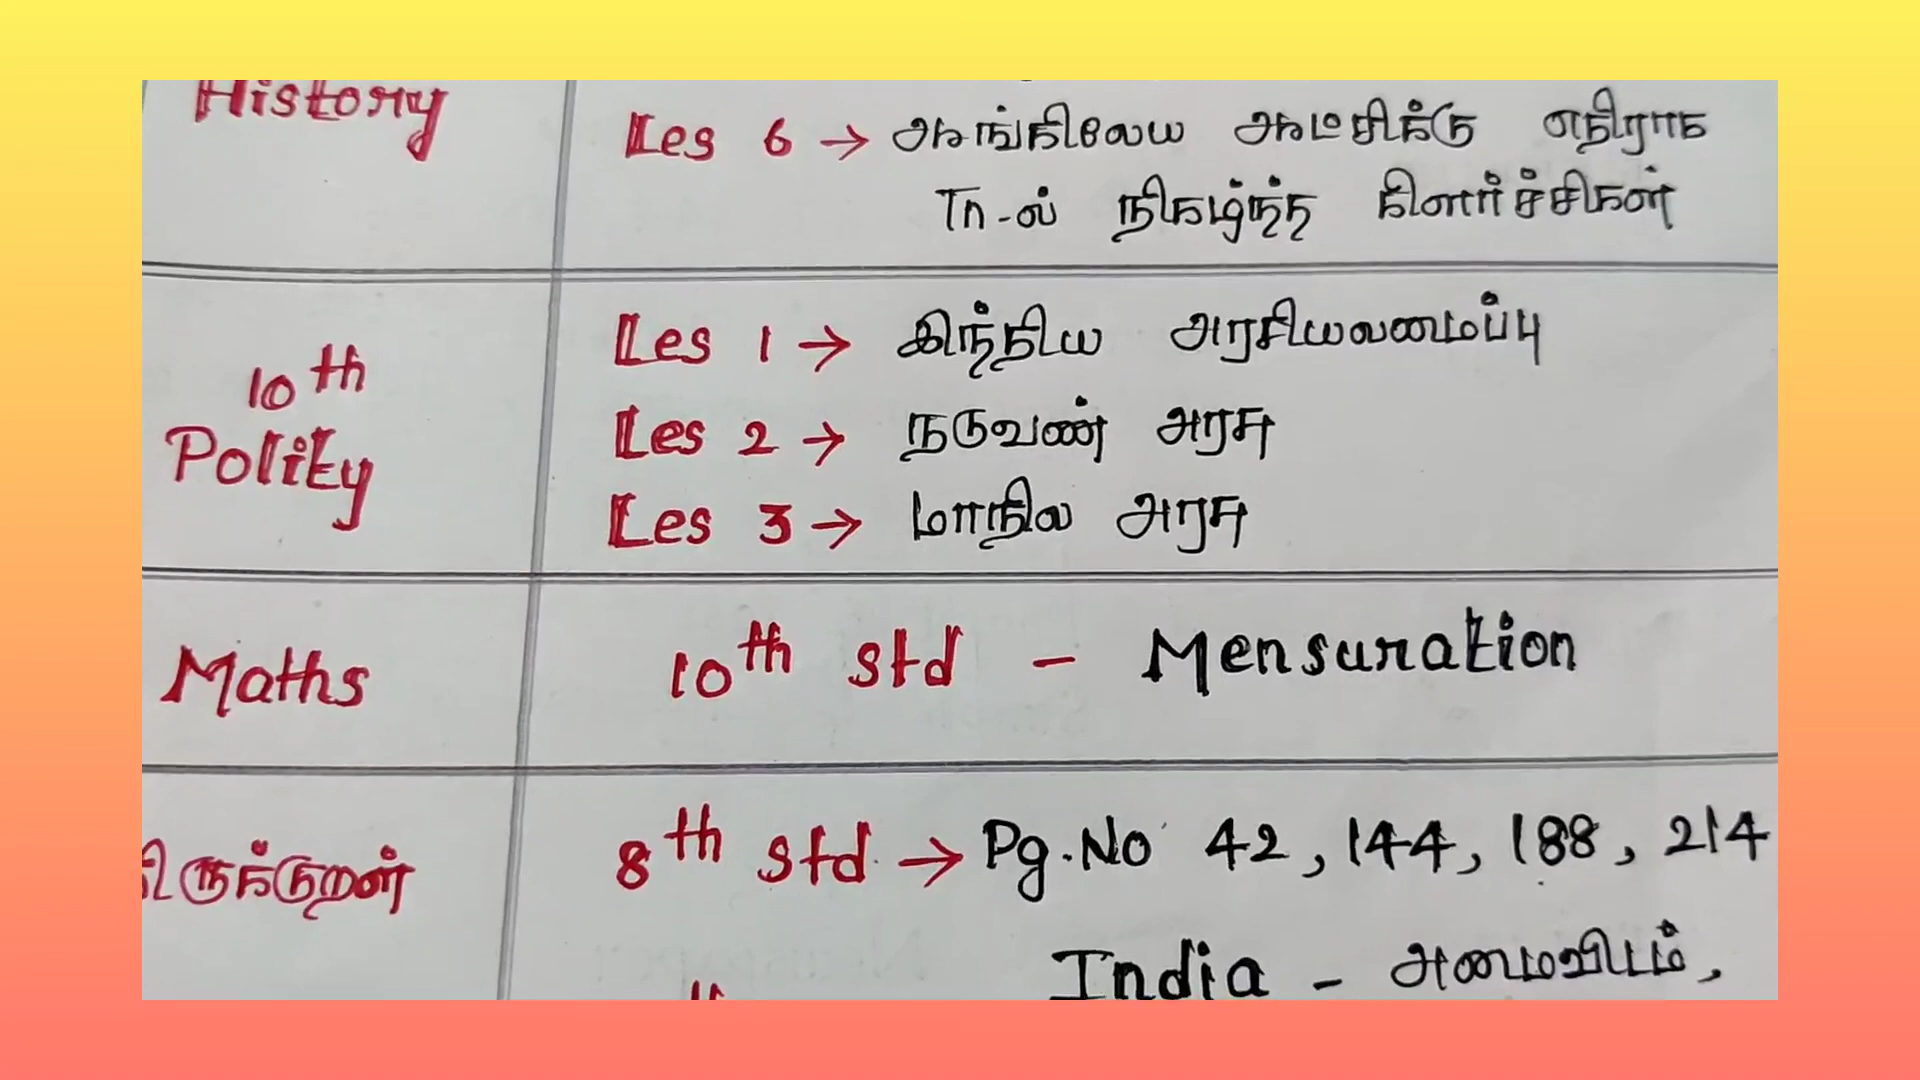 History
Les 6 → ஆங்கிலேய ஆட்சிக்கு எதிராக
Tn-ல் நிகழ்ந்த கிளர்ச்சிகள்
10th Polity
Les 1 → இந்திய அரசியலமைப்பு
Les 2 → நடுவண் அரசு
Les 3 → மாநில அரசு
Maths
10th std - Mensuration
திருக்குறள்
8th std. → Pg.No 42, 144, 188, 214
India - அமைவிடம்,